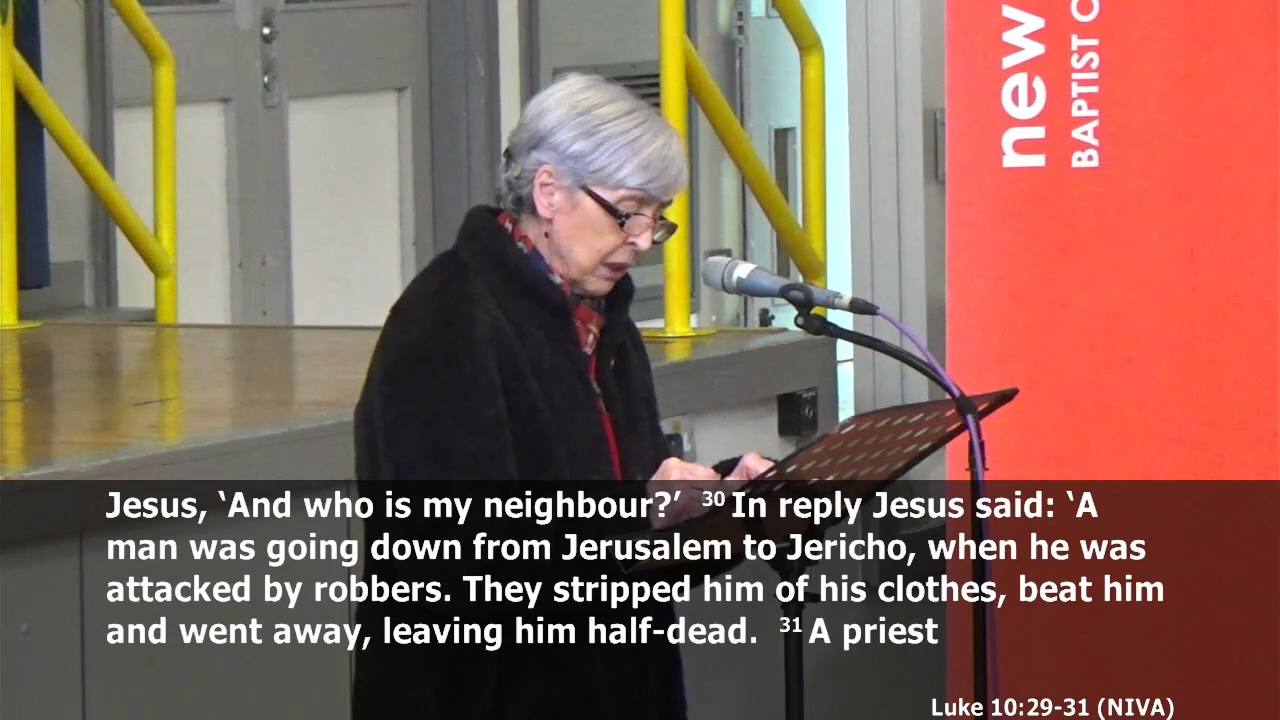 new
BAPTIST C
Jesus, ‘And who is my neighbour?’ 30 In reply Jesus said: ‘A
man was going down from Jerusalem to Jericho, when he was
attacked by robbers. They stripped him of his clothes, beat him
and went away, leaving him half-dead. 31 A priest
Luke 10:29-31 (NIVA)